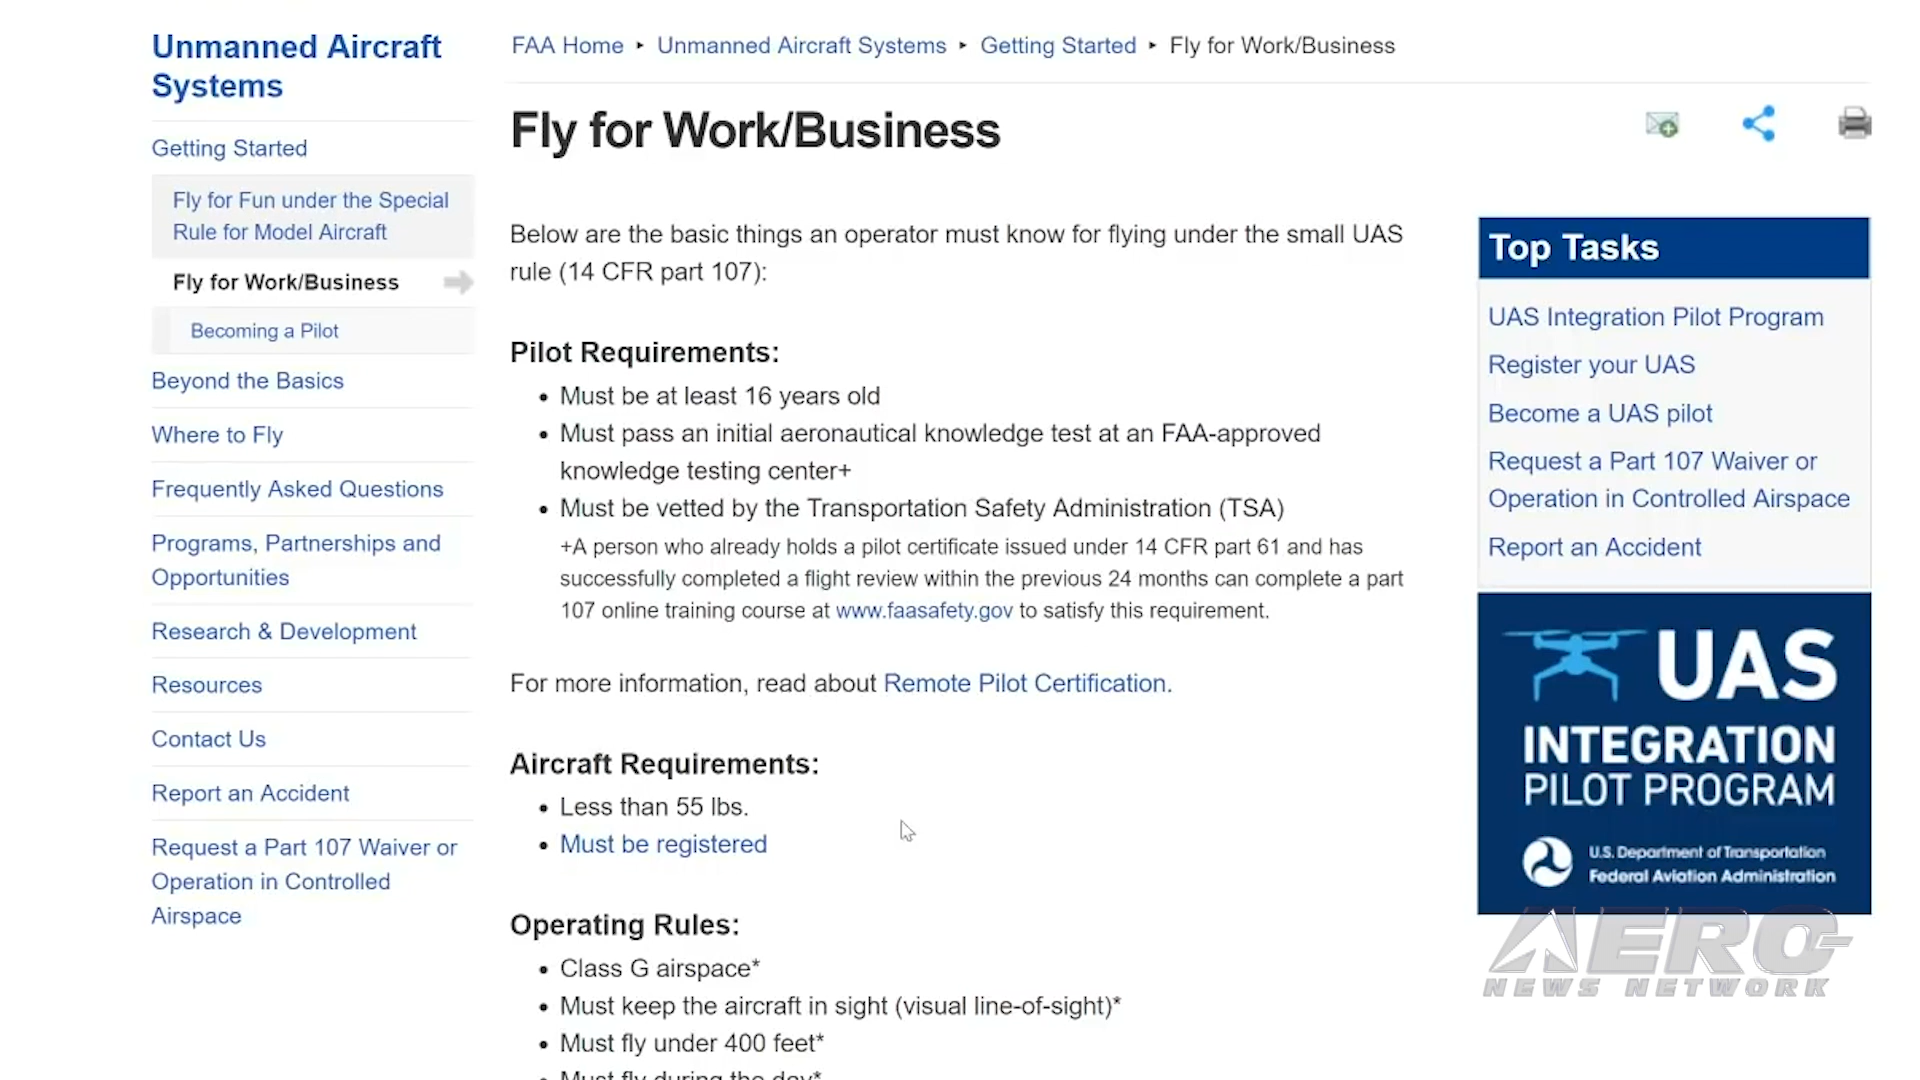 Unmanned Aircraft
Systems
Getting Started
Fly for Fun under the Special
Rule for Model Aircraft
Fly for Work/Business
Becoming a Pilot
Beyond the Basics
Where to Fly
Frequently Asked Questions
Programs, Partnerships and
Opportunities
Research & Development
Resources
Contact Us
Report an Accident
Request a Part 107 Waiver or
Operation in Controlled
Airspace
FAA Home ▸ Unmanned Aircraft Systems ▸ Getting Started ▸ Fly for Work/Business
Fly for Work/Business
Below are the basic things an operator must know for flying under the small UAS
rule (14 CFR part 107):
Pilot Requirements:
• Must be at least 16 years old
• Must pass an initial aeronautical knowledge test at an FAA-approved
knowledge testing center+
• Must be vetted by the Transportation Safety Administration (TSA)
+A person who already holds a pilot certificate issued under 14 CFR part 61 and has
successfully completed a flight review within the previous 24 months can complete a part
107 online training course at www.faasafety.gov to satisfy this requirement.
For more information, read about Remote Pilot Certification.
Aircraft Requirements:
• Less than 55 lbs.
• Must be registered
Operating Rules:
• Class G airspace*
• Must keep the aircraft in sight (visual line-of-sight)*
• Must fly under 400 feet*
• Must fly during the day*
Top Tasks
UAS Integration Pilot Program
Register your UAS
Become a UAS pilot
Request a Part 107 Waiver or
Operation in Controlled Airspace
Report an Accident
UAS
INTEGRATION
PILOT PROGRAM
U.S. Department of Transportation
Federal Aviation Administration
AERO-
NEWS NETWORK